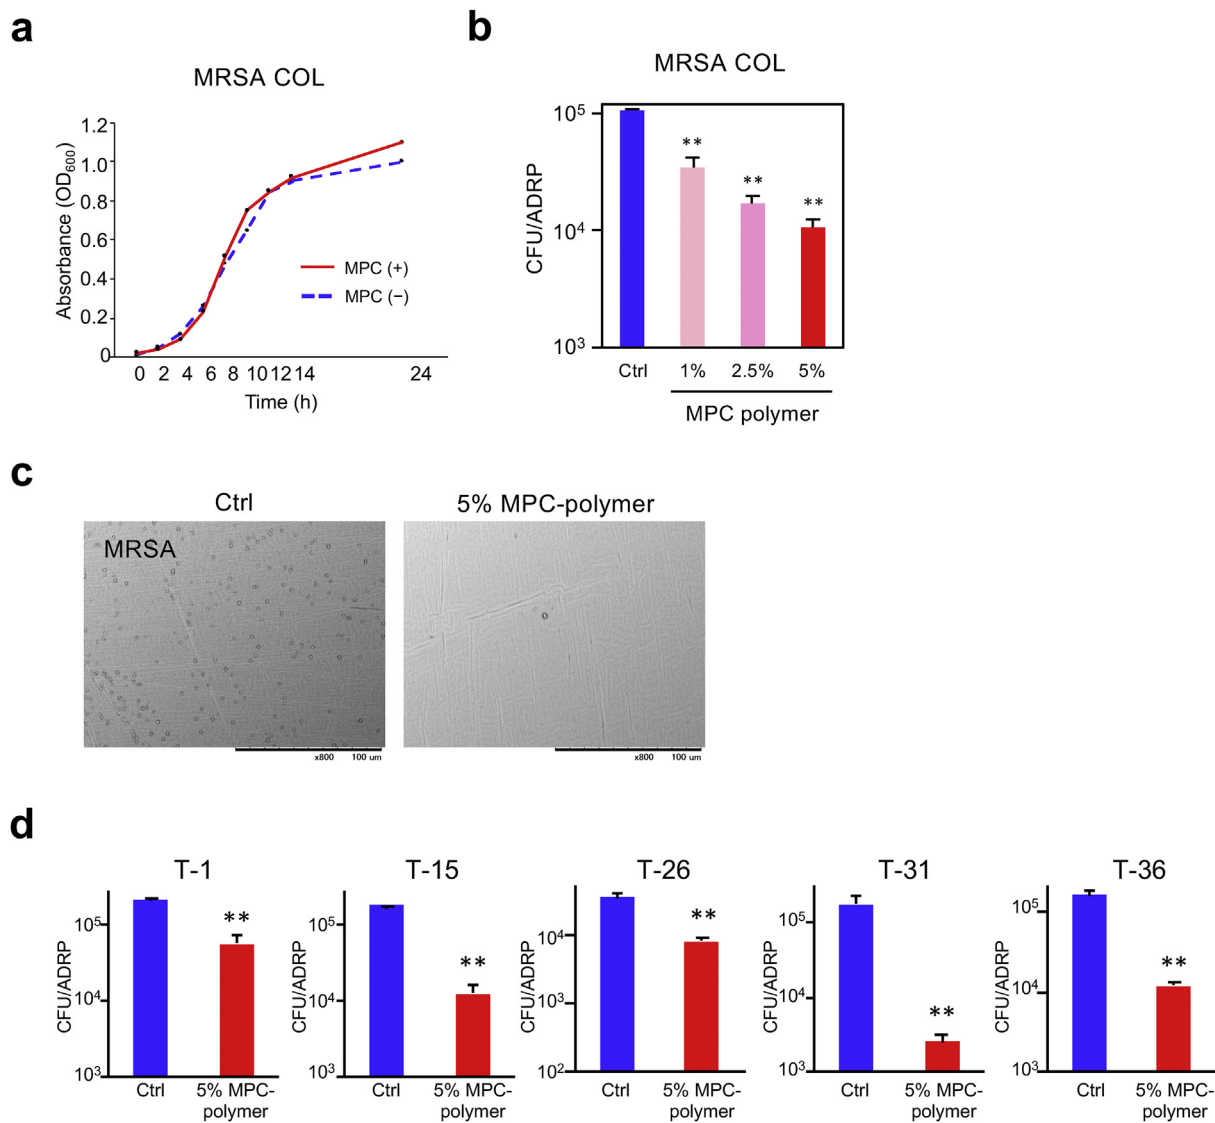 a
MRSA COL
1.2
1.0
0.8
0.6
0.4
0.2
0
Absorbance (OD600)
MPC (+)
MPC (−)
0 2 4 6 8 10 12 14 24
Time (h)
b
MRSA COL
10^5
10^4
10^3
CFU/ADRP
**
**
**
Ctrl 1% 2.5% 5%
MPC polymer
c
Ctrl
5% MPC-polymer
MRSA
x800 100 um
x800 100 um
d
T-1
10^5
10^4
10^3
CFU/ADRP
**
Ctrl 5% MPC-
polymer
T-15
10^5
10^4
10^3
CFU/ADRP
**
Ctrl 5% MPC-
polymer
T-26
10^4
10^3
10^2
CFU/ADRP
**
Ctrl 5% MPC-
polymer
T-31
10^5
10^4
10^3
CFU/ADRP
**
Ctrl 5% MPC-
polymer
T-36
10^5
10^4
10^3
CFU/ADRP
**
Ctrl 5% MPC-
polymer